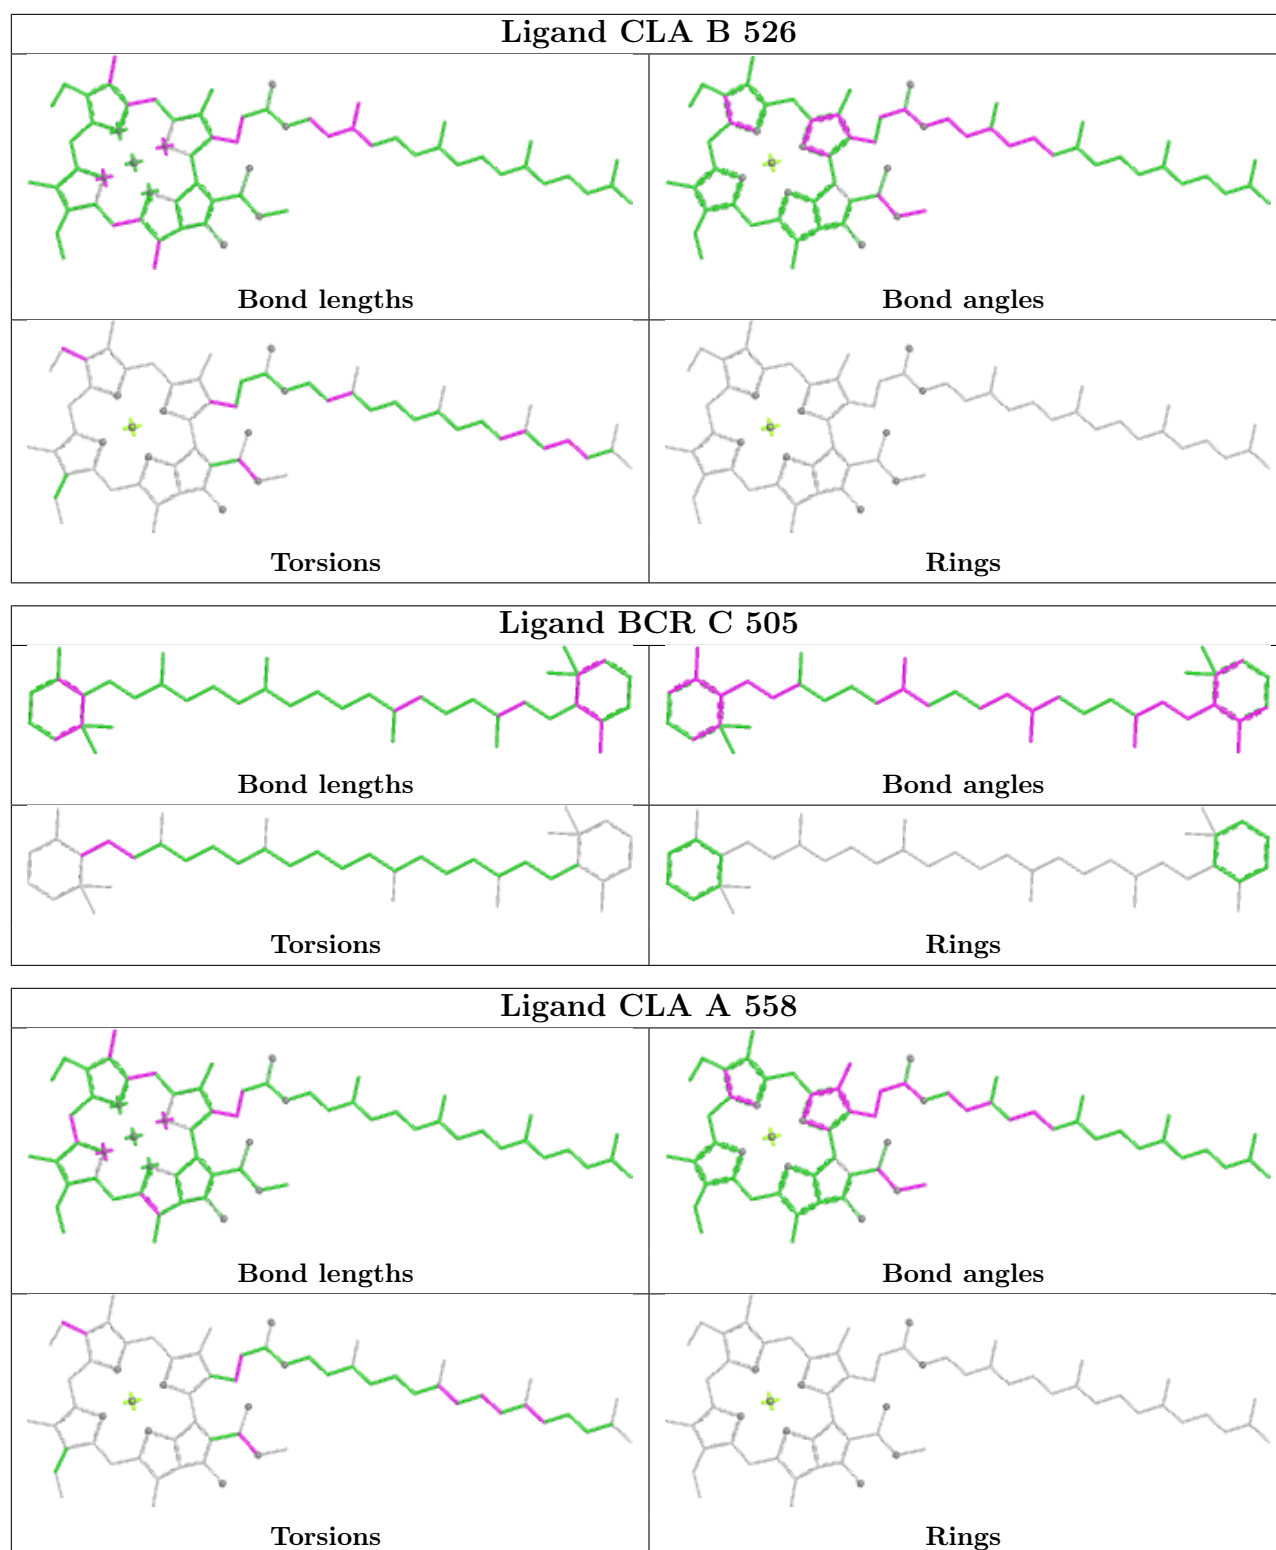 Ligand CLA B 526
Bond lengths
Bond angles
Torsions
Rings
Ligand BCR C 505
Bond lengths
Bond angles
Torsions
Rings
Ligand CLA A 558
Bond lengths
Bond angles
Torsions
Rings